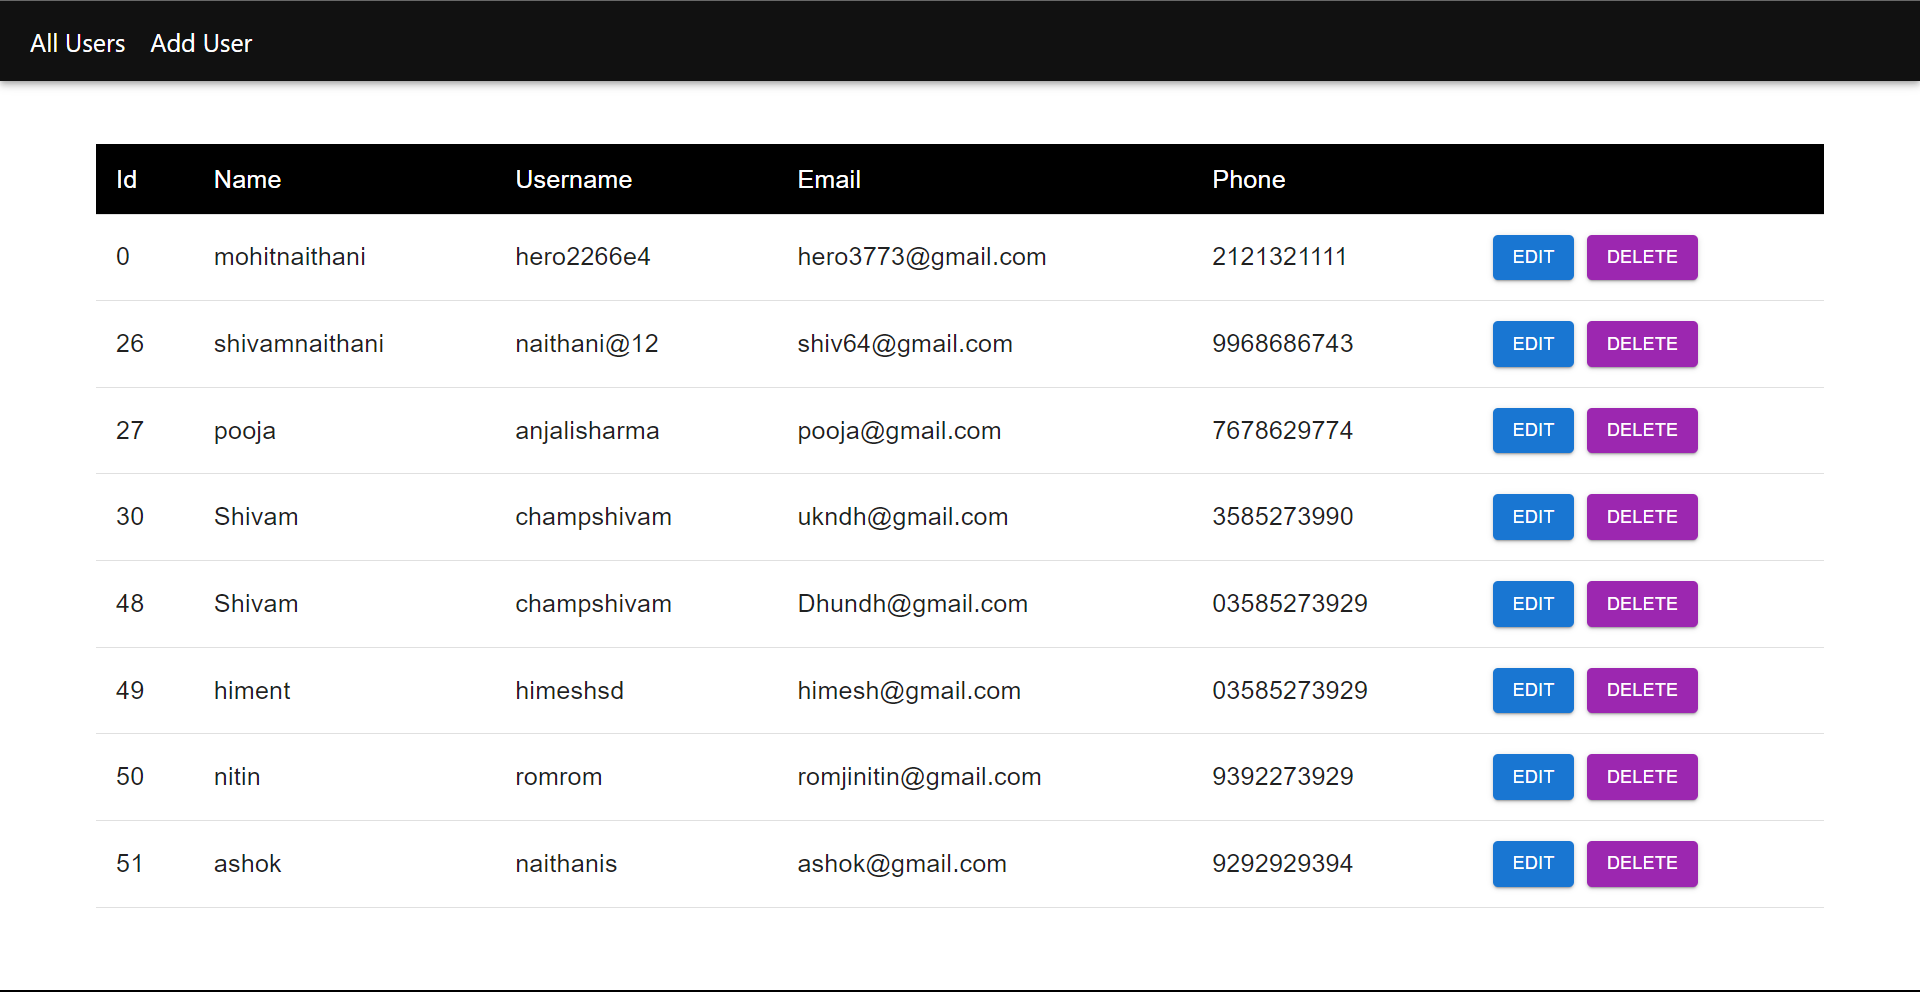 All Users Add User
Id Name Username Email Phone
0 mohitnaithani hero2266e4 hero3773@gmail.com 2121321111 EDIT DELETE
26 shivamnaithani naithani@12 shiv64@gmail.com 9968686743 EDIT DELETE
27 pooja anjalisharma pooja@gmail.com 7678629774 EDIT DELETE
30 Shivam champshivam ukndh@gmail.com 3585273990 EDIT DELETE
48 Shivam champshivam Dhundh@gmail.com 03585273929 EDIT DELETE
49 himent himeshsd himesh@gmail.com 03585273929 EDIT DELETE
50 nitin romrom romjinitin@gmail.com 9392273929 EDIT DELETE
51 ashok naithanis ashok@gmail.com 9292929394 EDIT DELETE